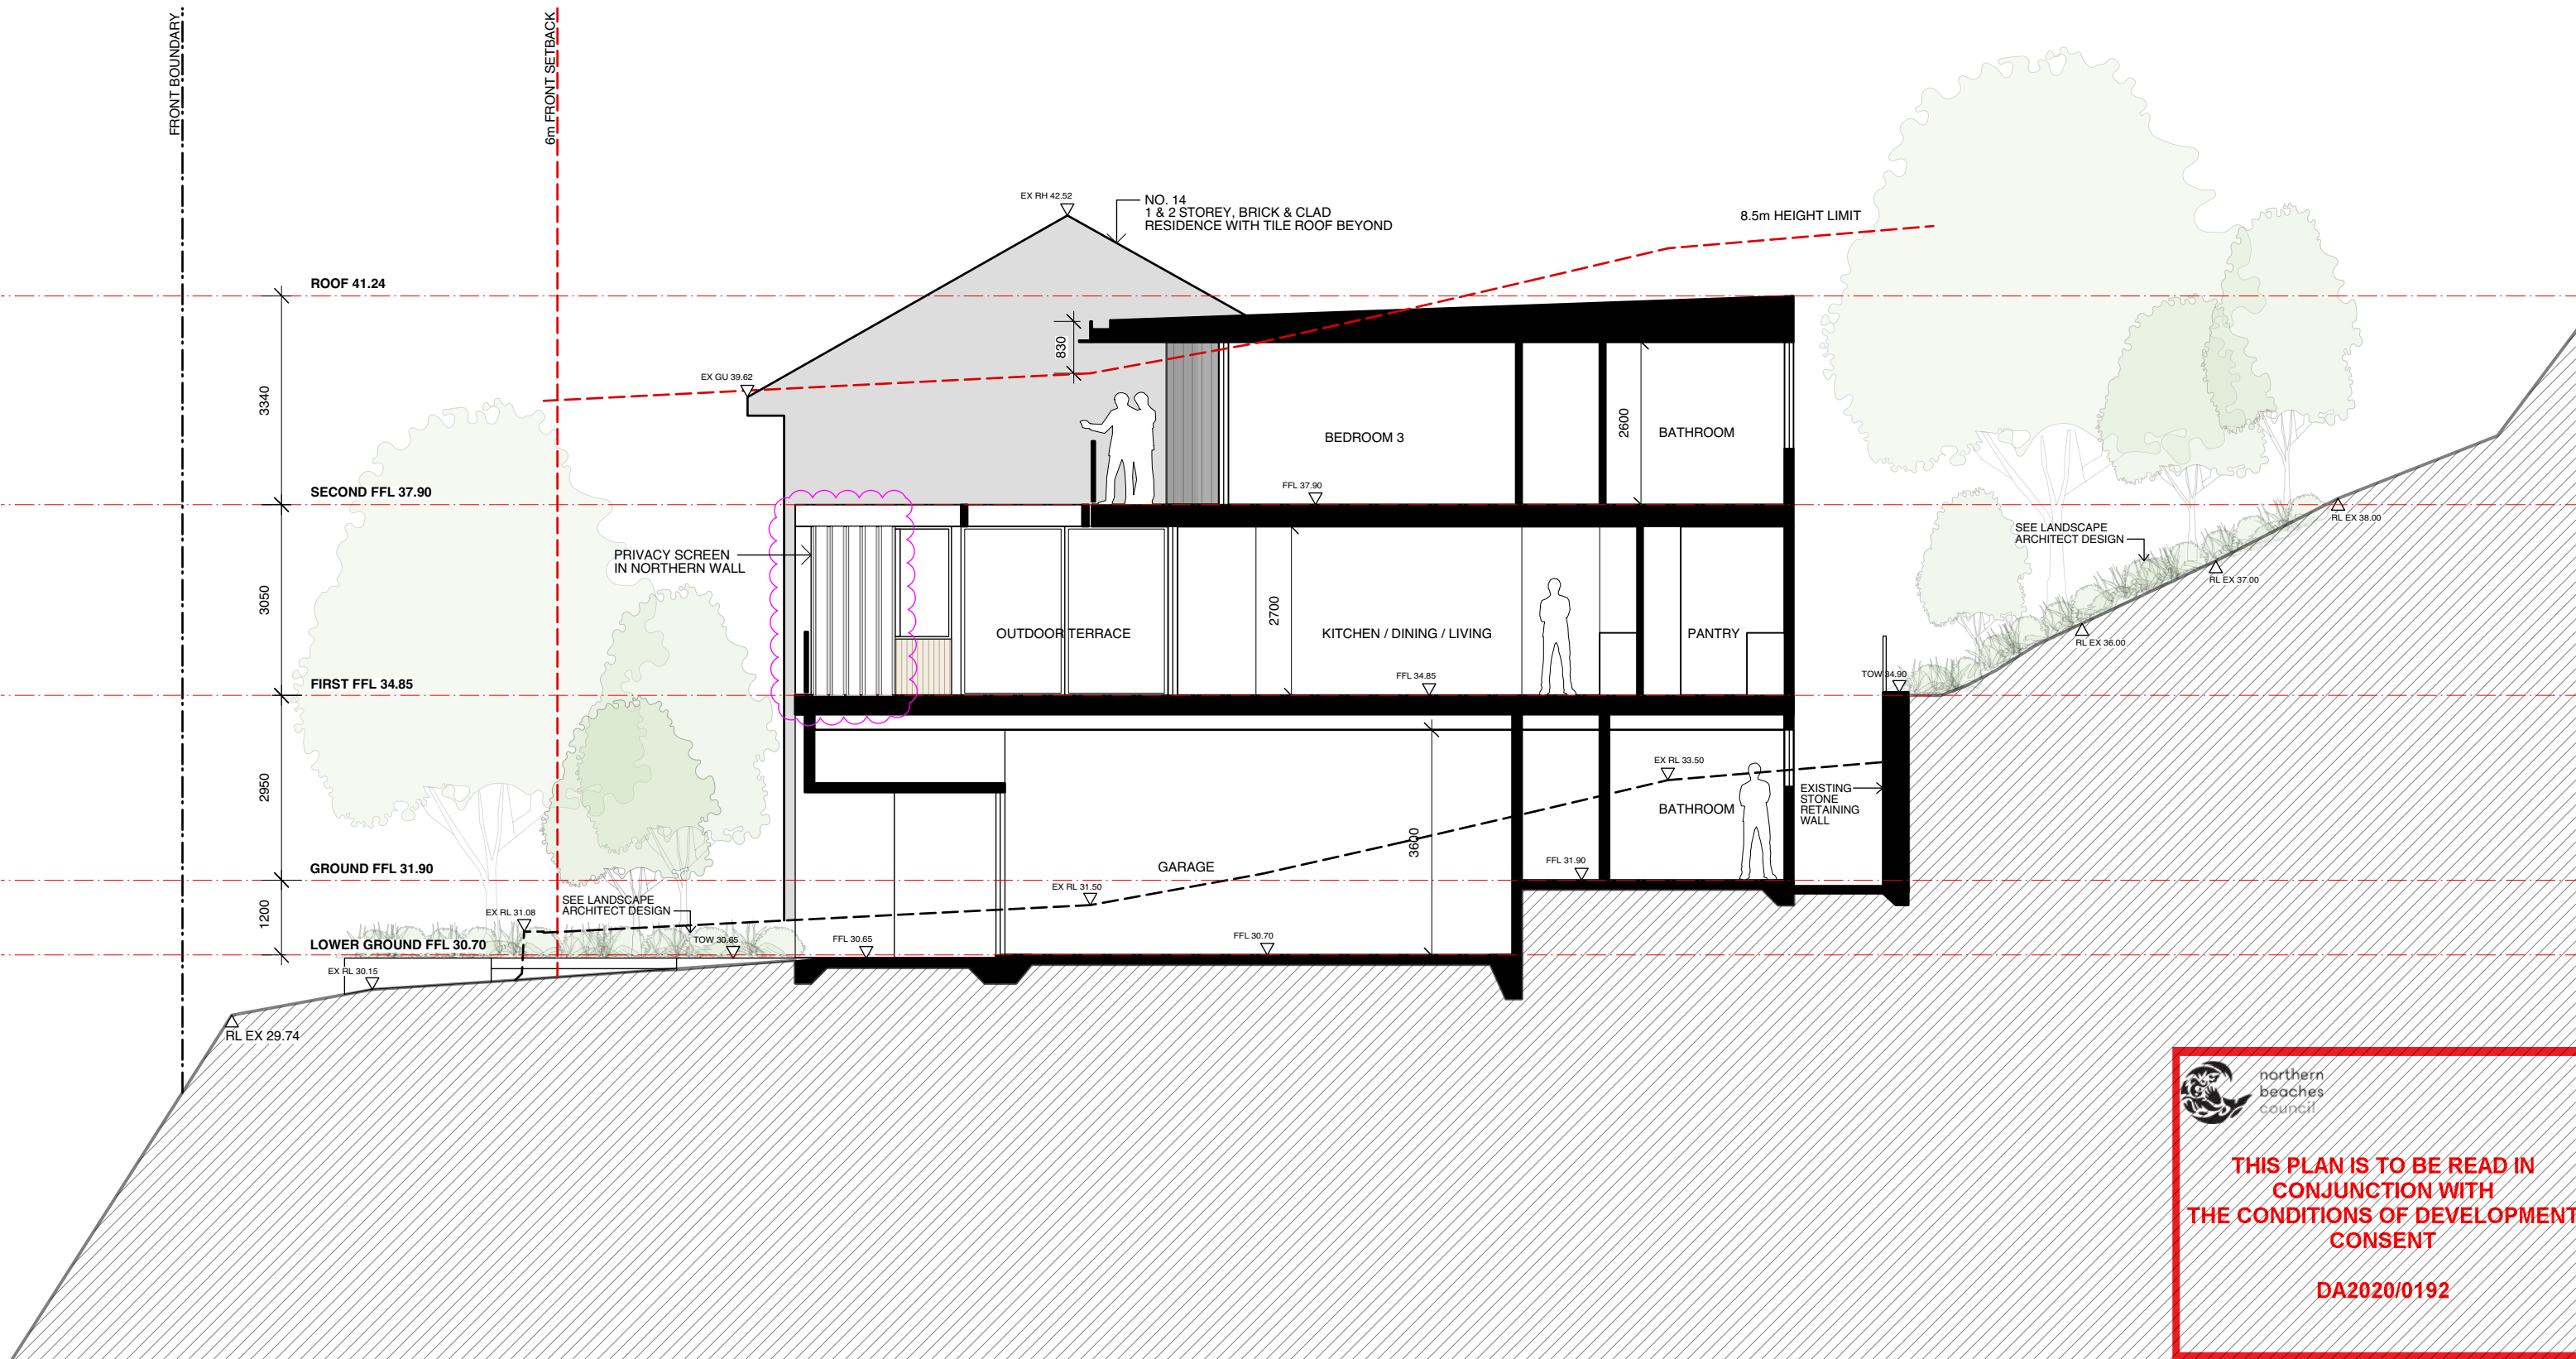 FRONT BOUNDARY
6m FRONT SETBACK
EX RH 42.52
NO. 14
1 & 2 STOREY, BRICK & CLAD
RESIDENCE WITH TILE ROOF BEYOND
8.5m HEIGHT LIMIT
ROOF 41.24
830
EX GU 39.62
3340
2600
BEDROOM 3
BATHROOM
SECOND FFL 37.90
FFL 37.90
RL EX 38.00
SEE LANDSCAPE
ARCHITECT DESIGN
PRIVACY SCREEN
IN NORTHERN WALL
RL EX 37.00
3050
2700
OUTDOOR TERRACE
KITCHEN / DINING / LIVING
PANTRY
RL EX 36.00
FIRST FFL 34.85
FFL 34.85
TOW 34.90
2950
EX RL 33.50
EXISTING
STONE
RETAINING
WALL
BATHROOM
3600
GARAGE
FFL 31.90
GROUND FFL 31.90
EX RL 31.50
1200
SEE LANDSCAPE
ARCHITECT DESIGN
EX RL 31.08
LOWER GROUND FFL 30.70
TOW 30.65
FFL 30.65
FFL 30.70
EX RL 30.15
RL EX 29.74
northern
beaches
council
THIS PLAN IS TO BE READ IN
CONJUNCTION WITH
THE CONDITIONS OF DEVELOPMENT
CONSENT
DA2020/0192